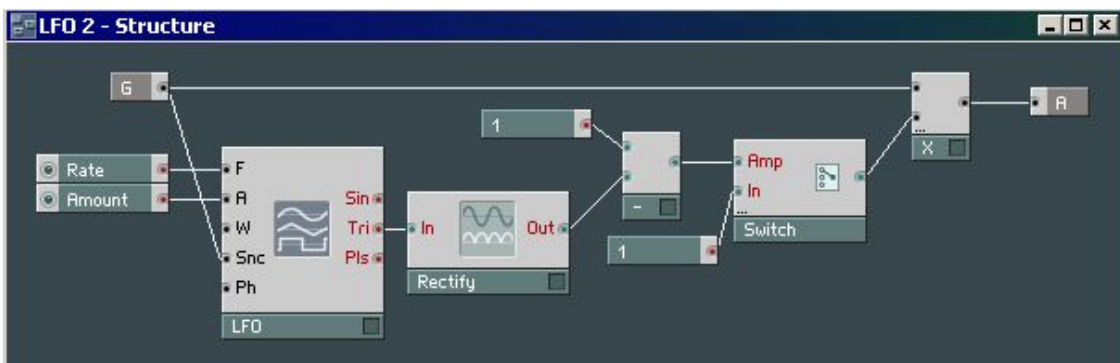 LFO 2 - Structure
G
A
1
X
Rate
Amount
F
A
W
Snc
Ph
Sin
Tri
Pls
LFO
In
Out
Rectify
-
1
Amp
In
...
Switch
...